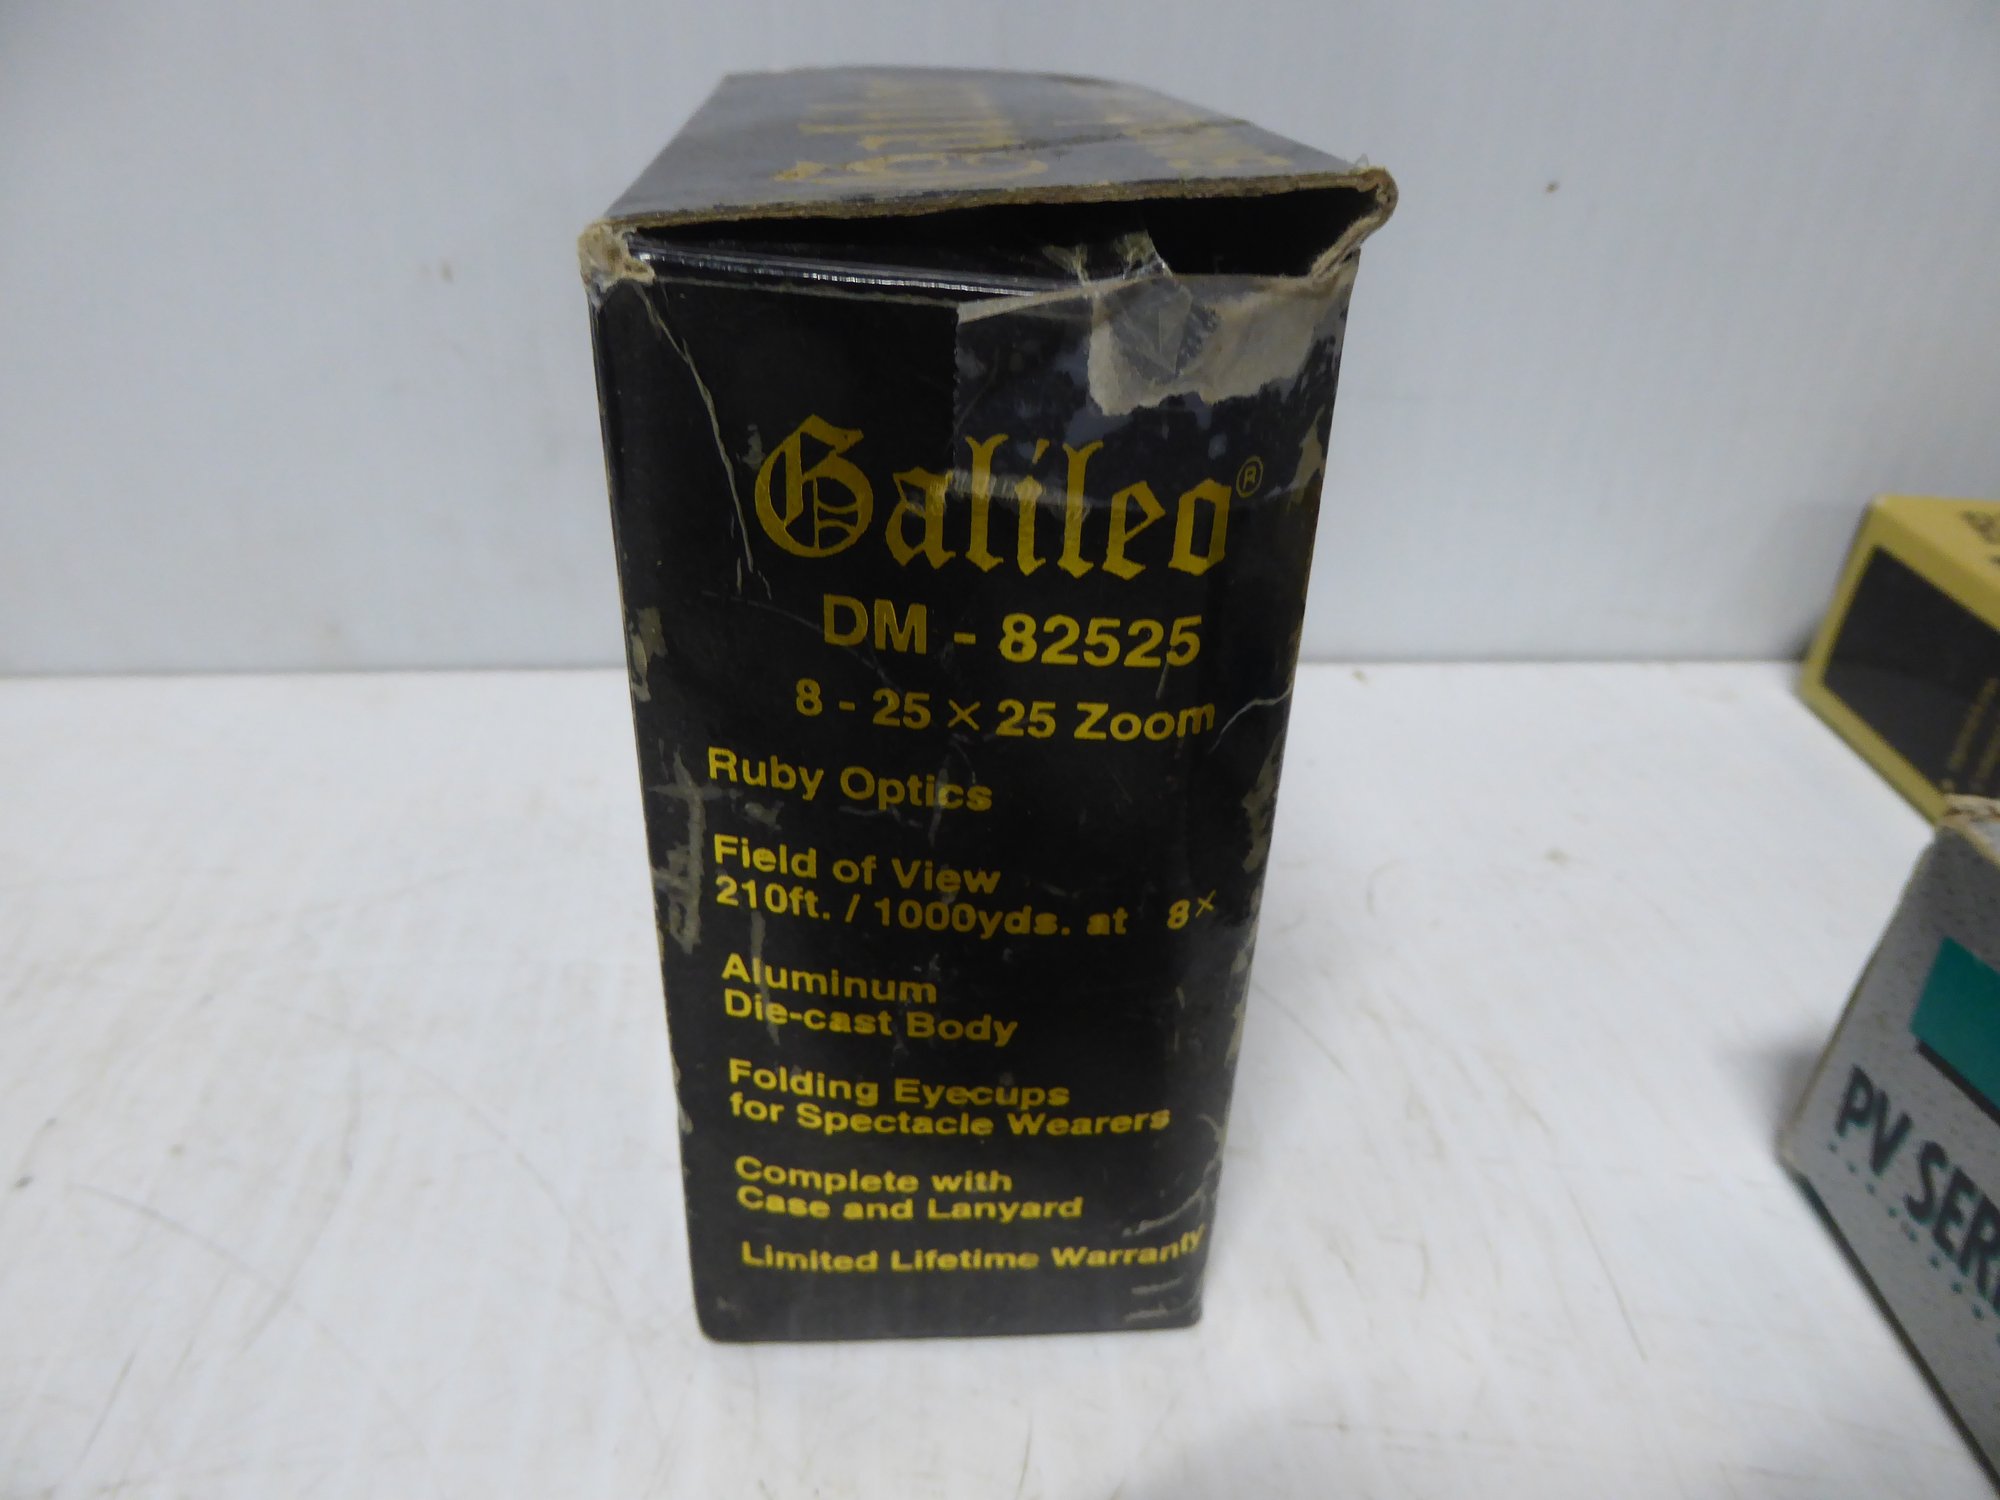 Galileo®
DM - 82525
8 - 25 × 25 Zoom
Ruby Optics
Field of View
210ft. / 1000yds. at 8×
Aluminum
Die-cast Body
Folding Eyecups
for Spectacle Wearers
Complete with
Case and Lanyard
Limited Lifetime Warranty
PV